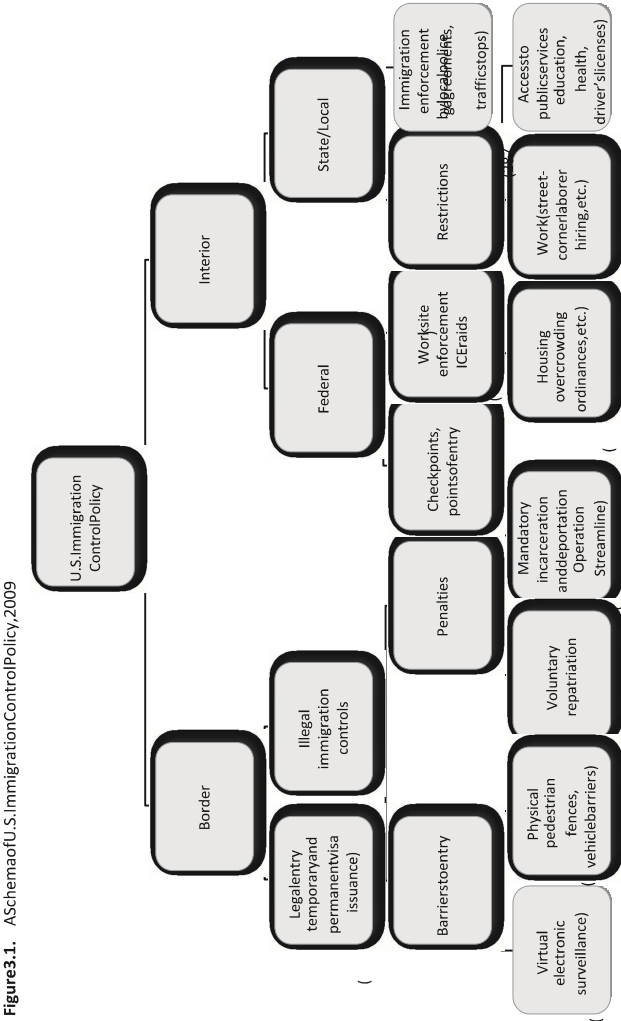 Figure3.1. ASchemaofU.S.ImmigrationControlPolicy,2009
U.S.Immigration
ControlPolicy
Border
Interior
Legalentry
temporaryand
permanentvisa
issuance)
(
Illegal
immigration
controls
Federal
State/Local
Barrierstoentry
Penalties
Checkpoints,
pointsofentry
Worksite
enforcement
ICEraids
)
(
Restrictions
Immigration
enforcement
bylocalpolice
agreements,
trafficstops)
Virtual
electronic
surveillance)
(
Physical
pedestrian
fences,
vehiclebarriers)
(
Voluntary
repatriation
Mandatory
incarceration
anddeportation
Operation
Streamline)
(
Housing
overcrowding
ordinances,etc.)
(
Work(street-
cornerlaborer
hiring,etc.)
Accessto
publicservices
education,
health,
driver'slicenses)